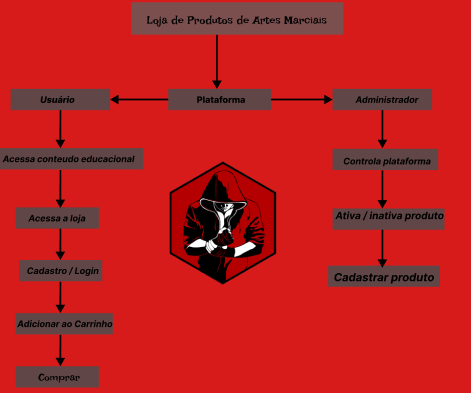 Loja de Produtos de Artes Marciais
Usuário
Plataforma
Administrador
Acessa conteudo educacional
Controla plataforma
Acessa a loja
Ativa / inativa produto
Cadastro / Login
Cadastrar produto
Adicionar ao Carrinho
Comprar